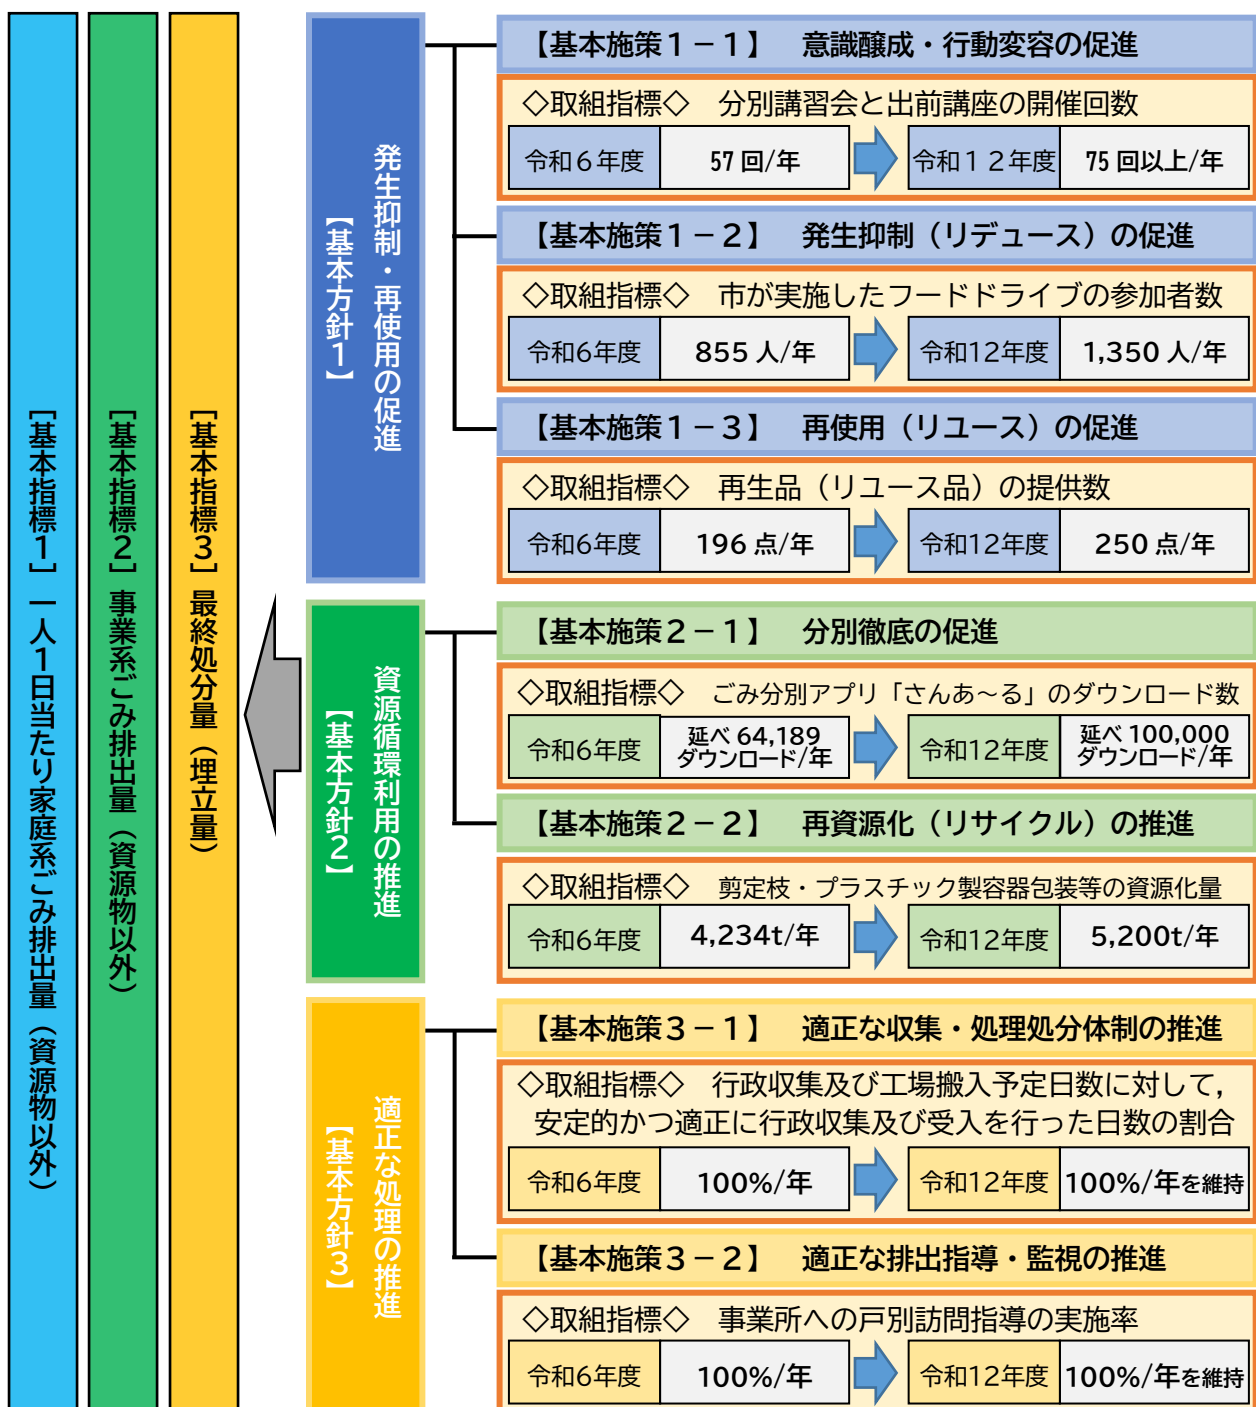 [基本指標1] 一人1日当たり家庭系ごみ排出量（資源物以外）
[基本指標2] 事業系ごみ排出量（資源物以外）
[基本指標3] 最終処分量（埋立量）
発生抑制・再使用の促進
【基本方針1】
【基本施策１－１】 意識醸成・行動変容の促進
◇取組指標◇ 分別講習会と出前講座の開催回数
令和６年度 57 回/年 令和１２年度 75 回以上/年
【基本施策１－２】 発生抑制（リデュース）の促進
◇取組指標◇ 市が実施したフードドライブの参加者数
令和6年度 855 人/年 令和12年度 1,350 人/年
【基本施策１－３】 再使用（リユース）の促進
◇取組指標◇ 再生品（リユース品）の提供数
令和6年度 196 点/年 令和12年度 250 点/年
資源循環利用の推進
【基本方針2】
【基本施策２－１】 分別徹底の促進
◇取組指標◇ ごみ分別アプリ「さんあ～る」のダウンロード数
令和6年度 延べ 64,189 ダウンロード/年 令和12年度 延べ 100,000 ダウンロード/年
【基本施策２－２】 再資源化（リサイクル）の推進
◇取組指標◇ 剪定枝・プラスチック製容器包装等の資源化量
令和6年度 4,234t/年 令和12年度 5,200t/年
適正な処理の推進
【基本方針3】
【基本施策３－１】 適正な収集・処理処分体制の推進
◇取組指標◇ 行政収集及び工場搬入予定日数に対して，
安定的かつ適正に行政収集及び受入を行った日数の割合
令和6年度 100%/年 令和12年度 100%/年を維持
【基本施策３－２】 適正な排出指導・監視の推進
◇取組指標◇ 事業所への戸別訪問指導の実施率
令和6年度 100%/年 令和12年度 100%/年を維持